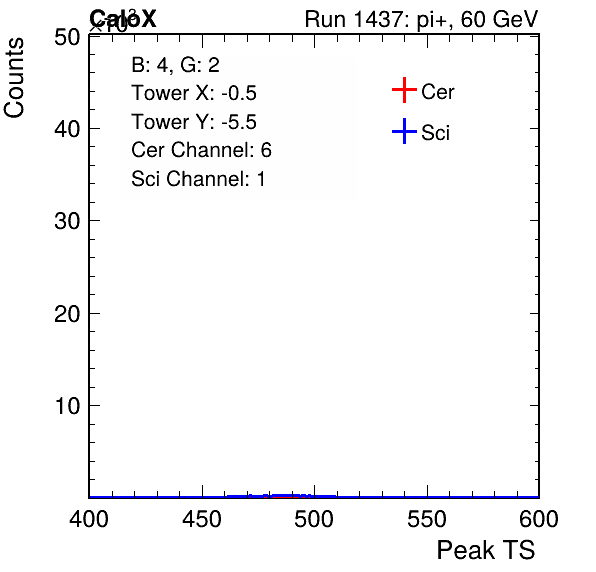 CaloX
×10³
Run 1437: pi+, 60 GeV
Counts
B: 4, G: 2
Tower X: -0.5
Tower Y: -5.5
Cer Channel: 6
Sci Channel: 1
Cer
Sci
50
40
30
20
10
400 450 500 550 600
Peak TS